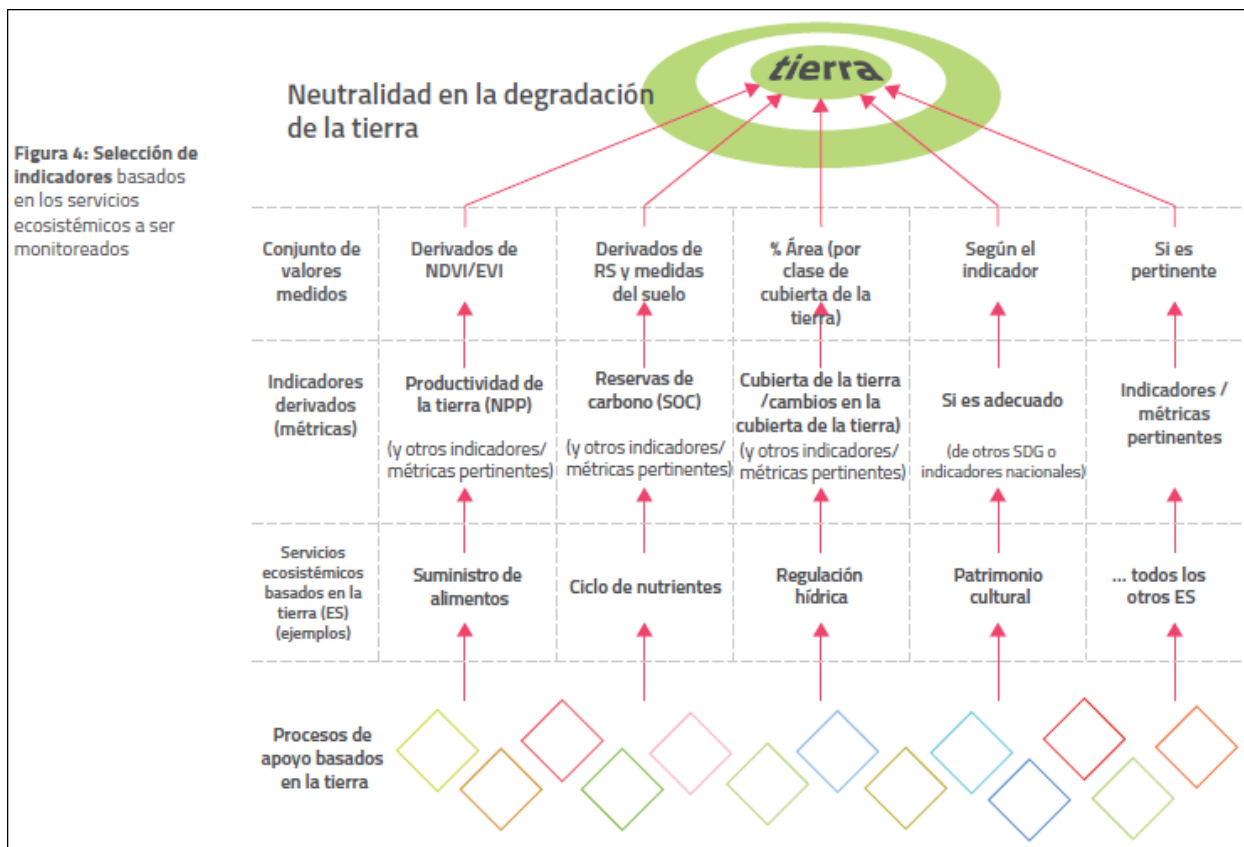 tierra
Neutralidad en la degradación
de la tierra
Figura 4: Selección de
indicadores basados
en los servicios
ecosistémicos a ser
monitoreados
Conjunto de
valores
medidos
Derivados de
NDVI/EVI
Derivados de
RS y medidas
del suelo
% Área (por
clase de
cubierta de la
tierra)
Según el
indicador
Si es
pertinente
Indicadores
derivados
(métricas)
Productividad de
la tierra (NPP)
(y otros indicadores/
métricas pertinentes)
Reservas de
carbono (SOC)
(y otros indicadores/
métricas pertinentes)
Cubierta de la tierra
/cambios en la
cubierta de la tierra)
(y otros indicadores/
métricas pertinentes)
Si es adecuado
(de otros SDG o
indicadores nacionales)
Indicadores /
métricas
pertinentes
Servicios
ecosistémicos
basados en la
tierra (ES)
(ejemplos)
Suministro de
alimentos
Ciclo de nutrientes
Regulación
hídrica
Patrimonio
cultural
... todos los
otros ES
Procesos de
apoyo basados
en la tierra